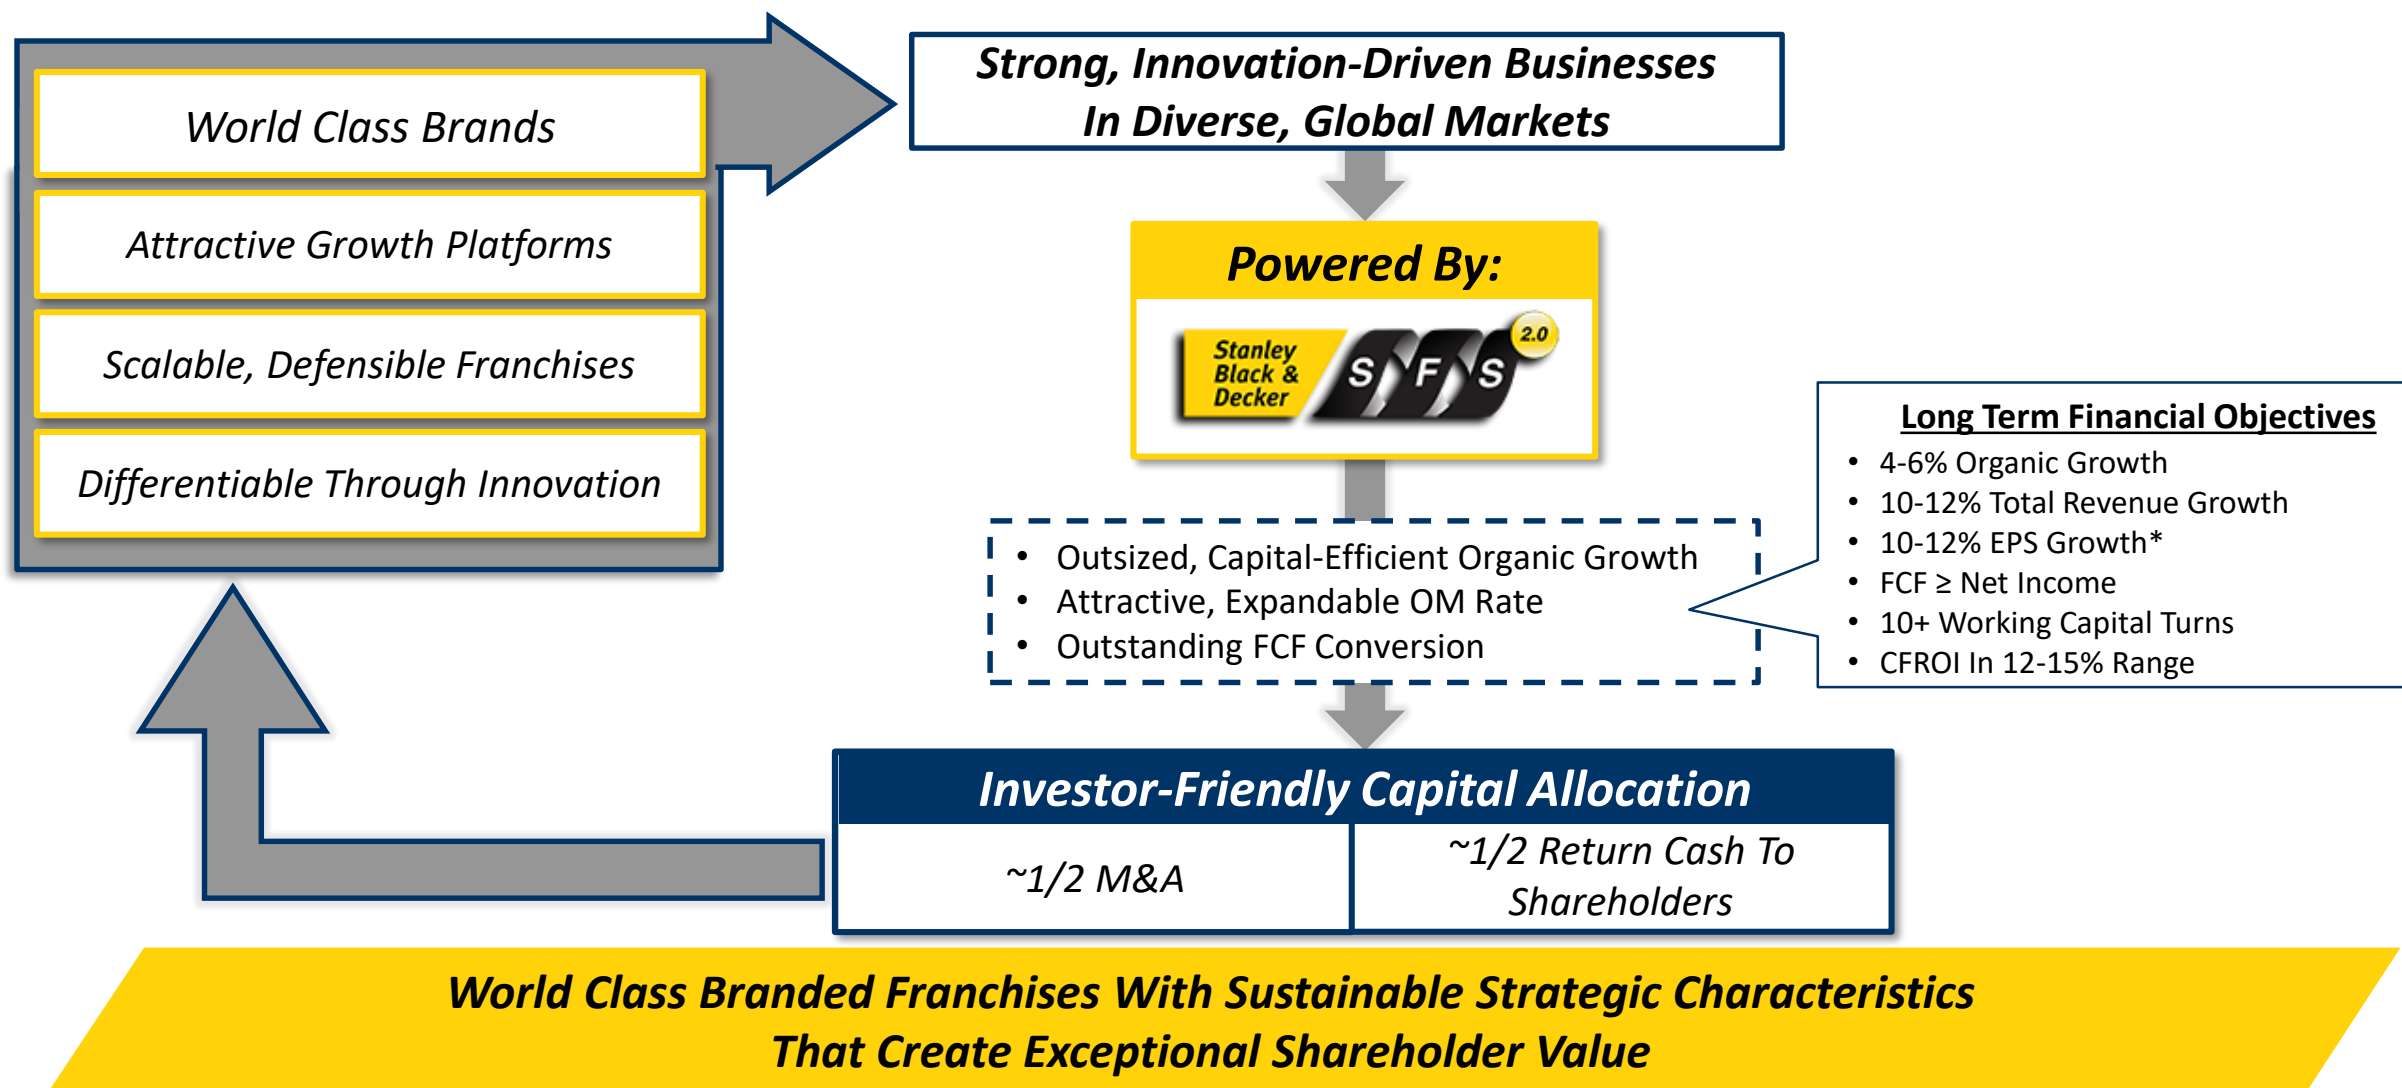 World Class Brands
Attractive Growth Platforms
Scalable, Defensible Franchises
Differentiable Through Innovation
Strong, Innovation-Driven Businesses
In Diverse, Global Markets
Powered By:
Stanley
Black &
Decker
SFS
2.0
• Outsized, Capital-Efficient Organic Growth
• Attractive, Expandable OM Rate
• Outstanding FCF Conversion
Long Term Financial Objectives
• 4-6% Organic Growth
• 10-12% Total Revenue Growth
• 10-12% EPS Growth*
• FCF ≥ Net Income
• 10+ Working Capital Turns
• CFROI In 12-15% Range
Investor-Friendly Capital Allocation
~1/2 M&A
~1/2 Return Cash To
Shareholders
World Class Branded Franchises With Sustainable Strategic Characteristics
That Create Exceptional Shareholder Value